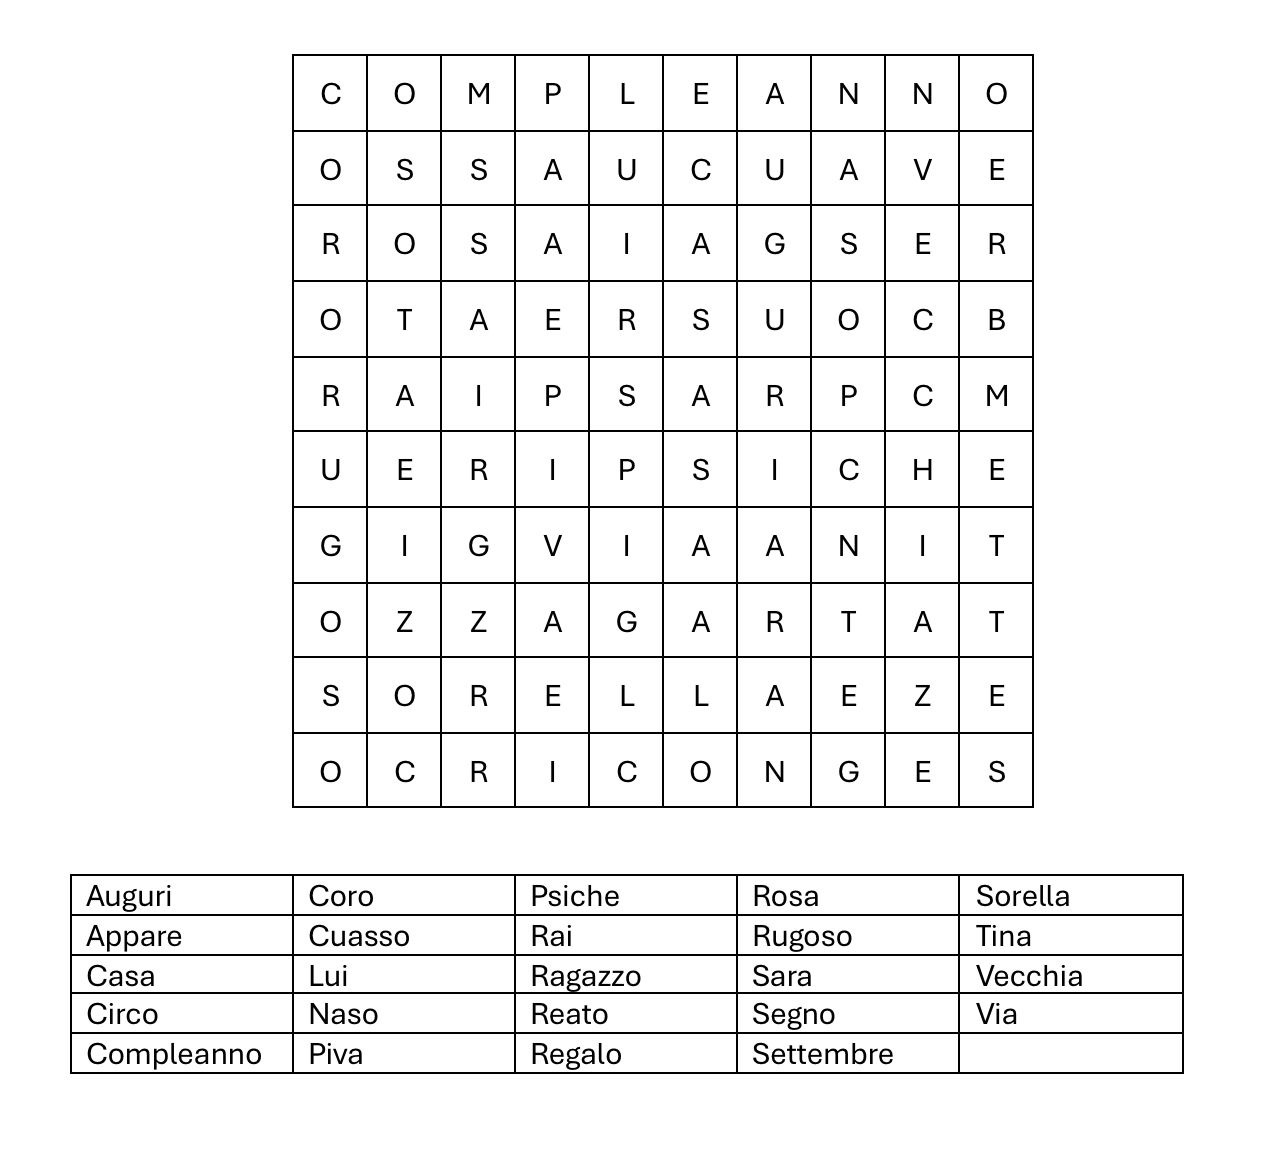 C O M P L E A N N O
O S S A U C U A V E
R O S A I A G S E R
O T A E R S U O C B
R A I P S A R P C M
U E R I P S I C H E
G I G V I A A N I T
O Z Z A G A R T A T
S O R E L L A E Z E
O C R I C O N G E S
Auguri Coro Psiche Rosa Sorella
Appare Cuasso Rai Rugoso Tina
Casa Lui Ragazzo Sara Vecchia
Circo Naso Reato Segno Via
Compleanno Piva Regalo Settembre